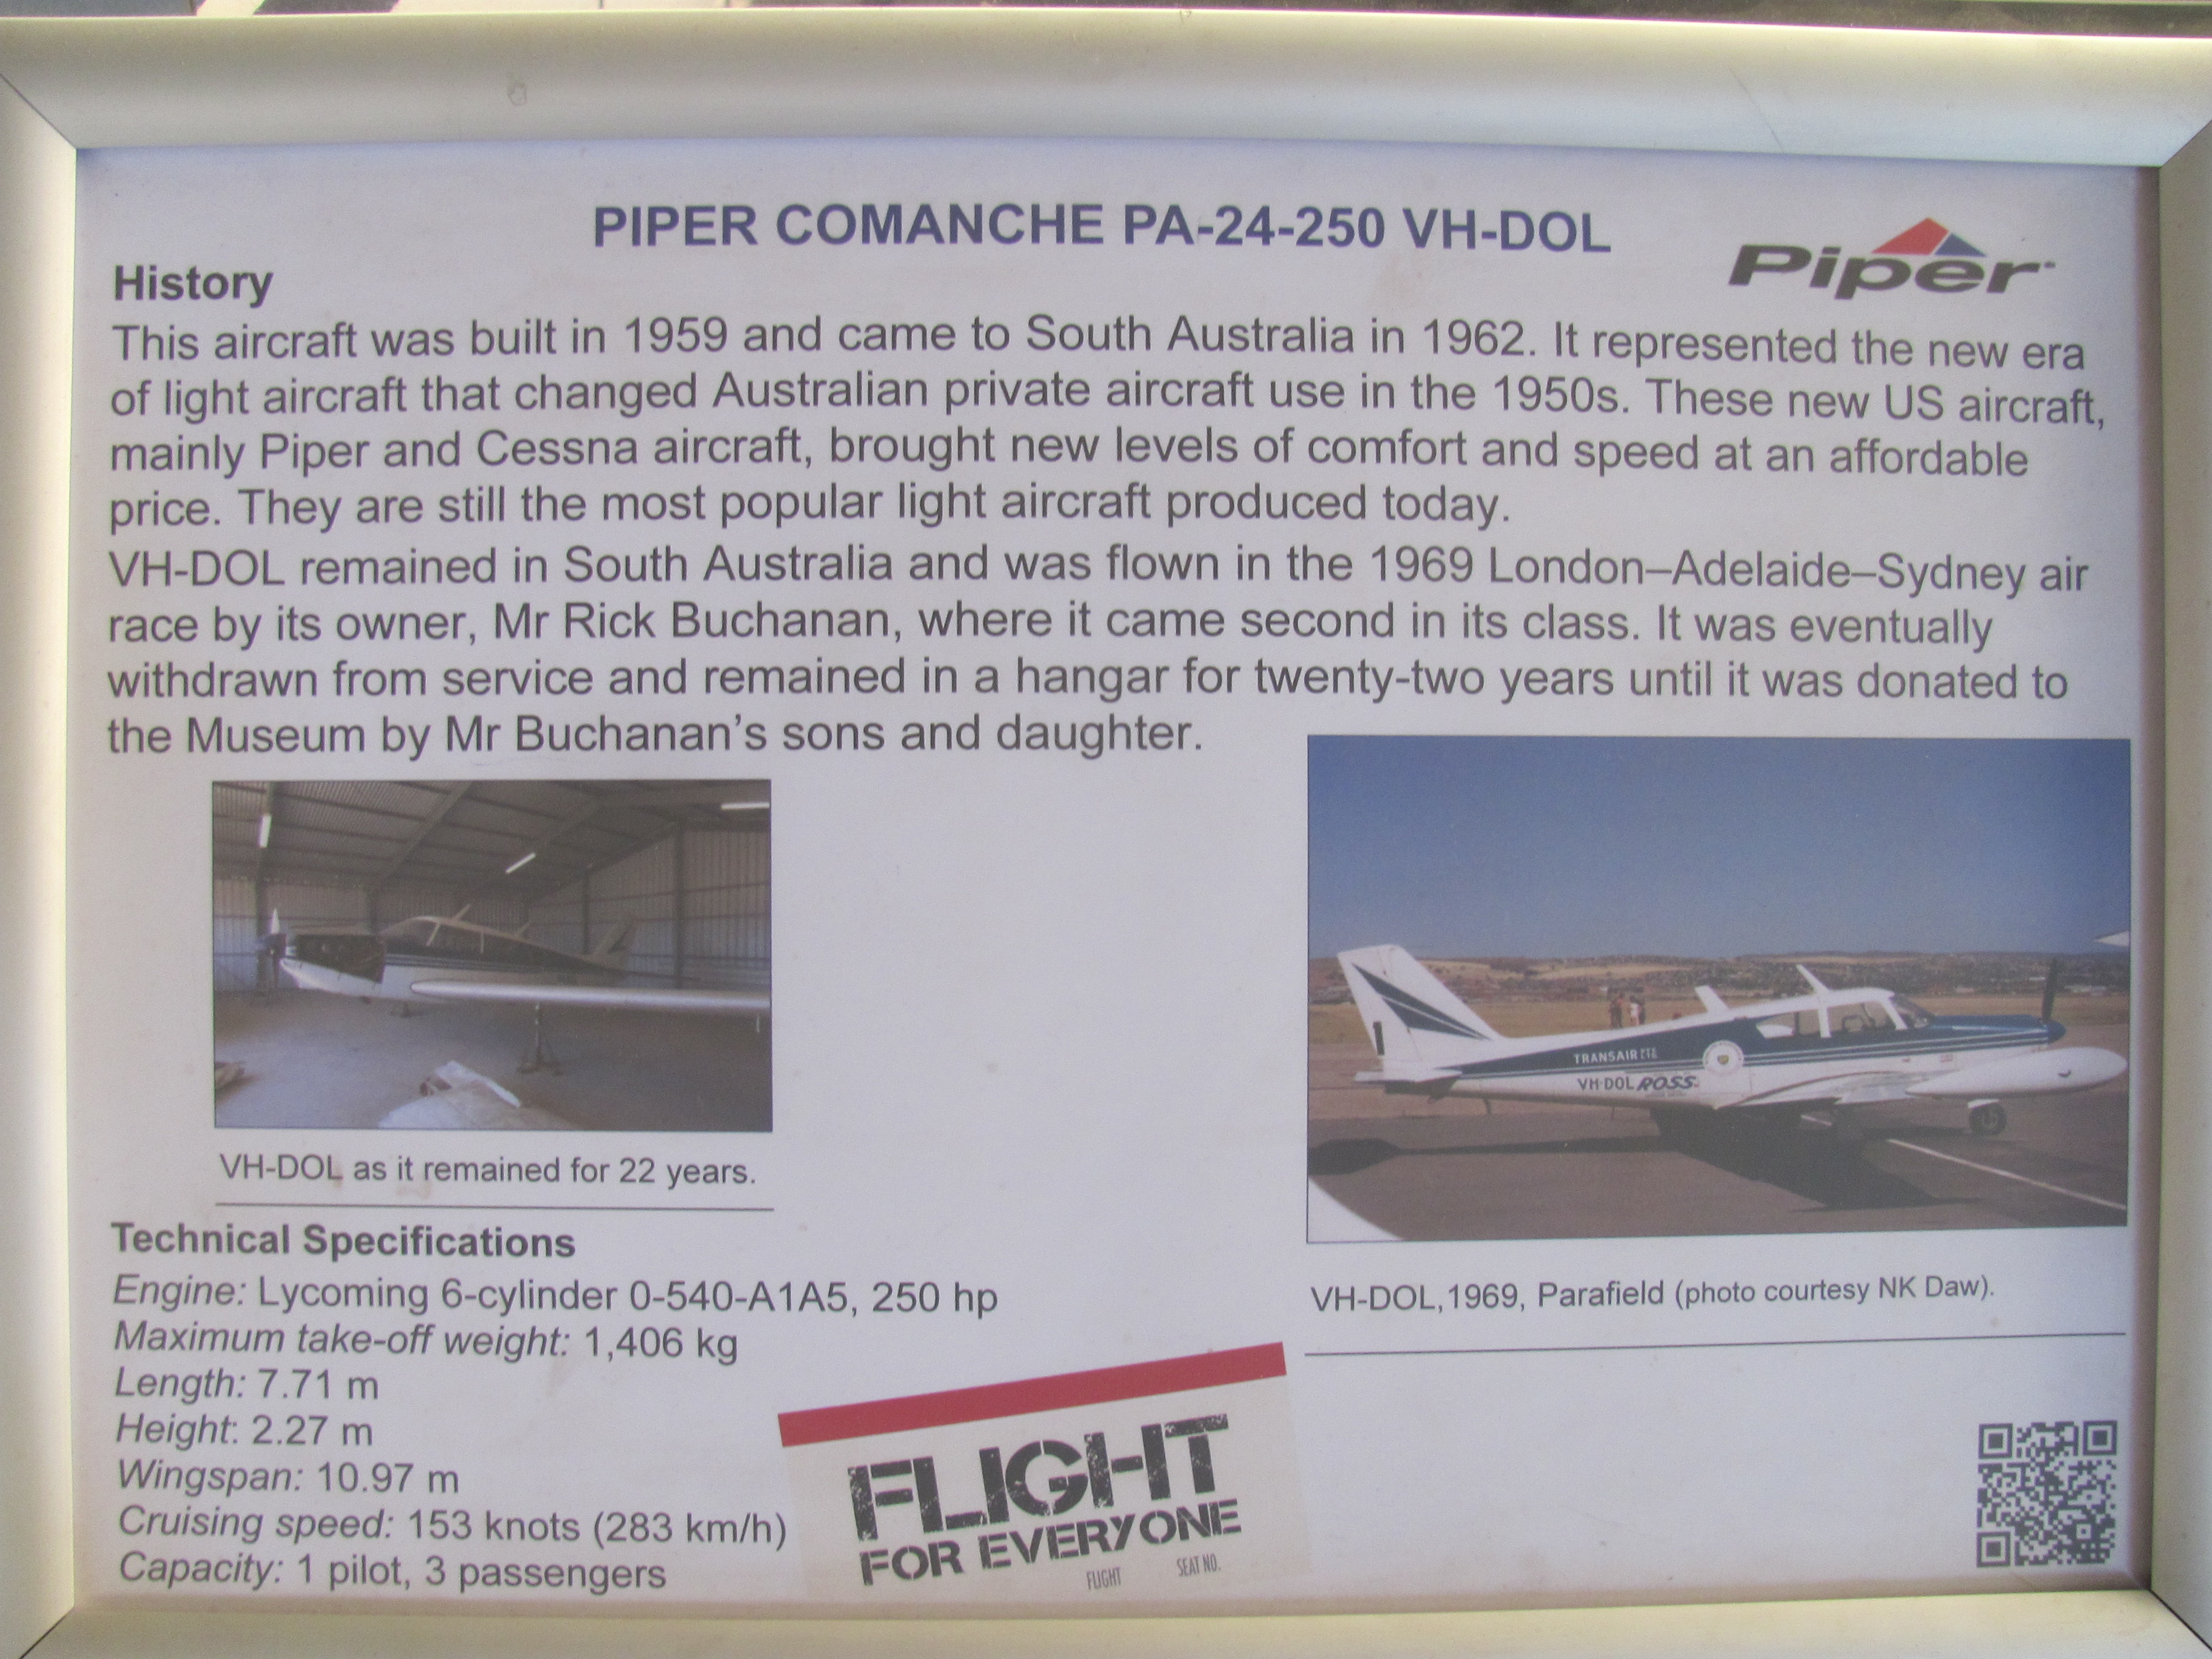 PIPER COMANCHE PA-24-250 VH-DOL
Piper
History
This aircraft was built in 1959 and came to South Australia in 1962. It represented the new era
of light aircraft that changed Australian private aircraft use in the 1950s. These new US aircraft,
mainly Piper and Cessna aircraft, brought new levels of comfort and speed at an affordable
price. They are still the most popular light aircraft produced today.
VH-DOL remained in South Australia and was flown in the 1969 London–Adelaide–Sydney air
race by its owner, Mr Rick Buchanan, where it came second in its class. It was eventually
withdrawn from service and remained in a hangar for twenty-two years until it was donated to
the Museum by Mr Buchanan's sons and daughter.
TRANSAIR
VH-DOL ROSS
VH-DOL as it remained for 22 years.
VH-DOL,1969, Parafield (photo courtesy NK Daw).
Technical Specifications
Engine: Lycoming 6-cylinder 0-540-A1A5, 250 hp
Maximum take-off weight: 1,406 kg
Length: 7.71 m
Height: 2.27 m
Wingspan: 10.97 m
Cruising speed: 153 knots (283 km/h)
Capacity: 1 pilot, 3 passengers
FLIGHT
FOR EVERYONE
FLIGHT SEAT NO.